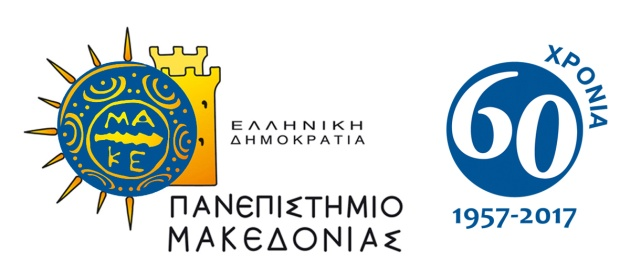 ΜΑ
ΚΕ
ΕΛΛΗΝΙΚΗ
ΔΗΜΟΚΡΑΤΙΑ
ΠΑΝΕΠΙΣΤΗΜΙΟ
ΜΑΚΕΔΟΝΙΑΣ
60
ΧΡΟΝΙΑ
1957-2017